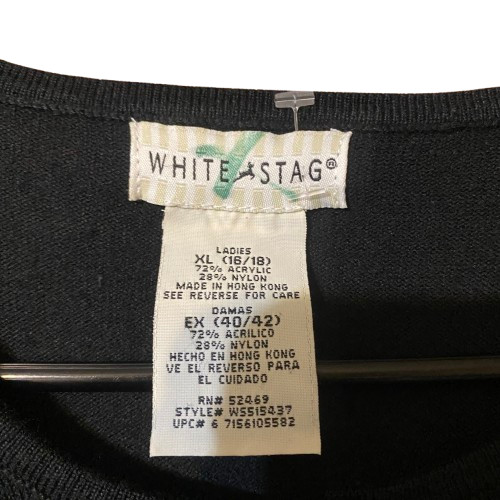 WHITE STAG®
LADIES
XL (16/18)
72% ACRYLIC
28% NYLON
MADE IN HONG KONG
SEE REVERSE FOR CARE
DAMAS
EX (40/42)
72% ACRILICO
28% NYLON
HECHO EN HONG KONG
VE EL REVERSO PARA
EL CUIDADO
RN# 52469
STYLE# WS515437
UPC# 6 7156105582